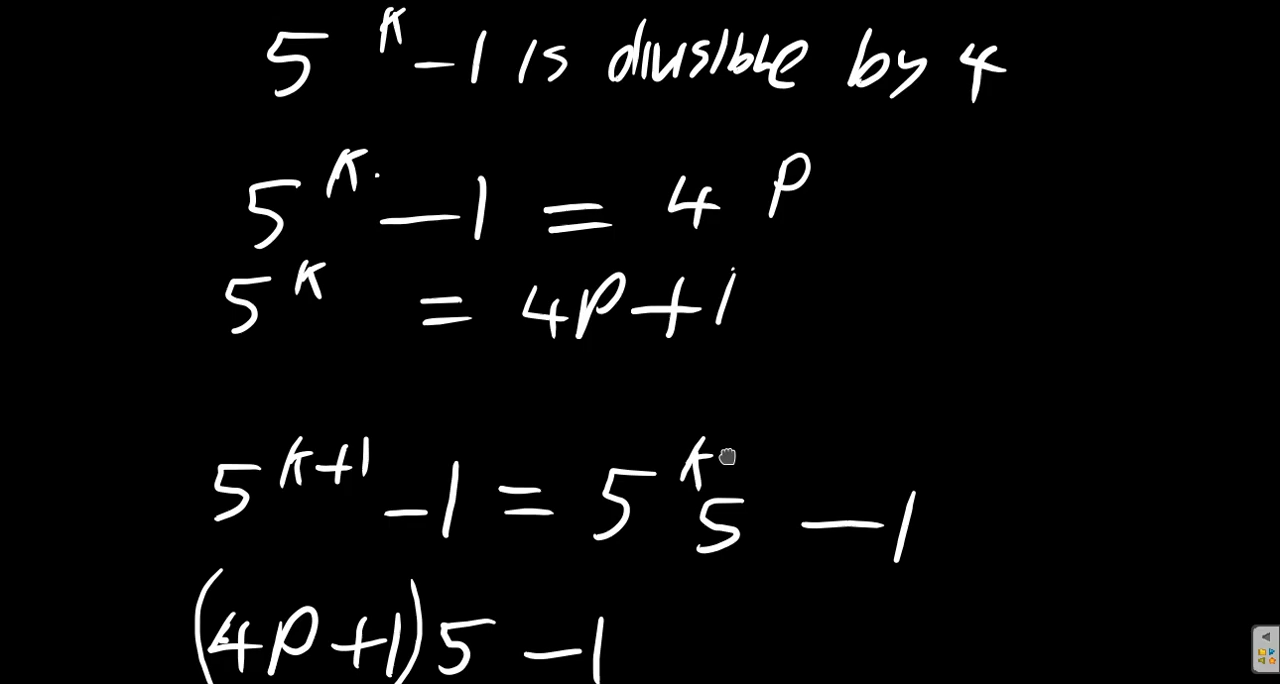 5^k - 1 is divisible by 4
5^k. - 1 = 4 P
5^k = 4P + 1
5^{k+1} - 1 = 5^k 5 - 1
(4P + 1) 5 - 1